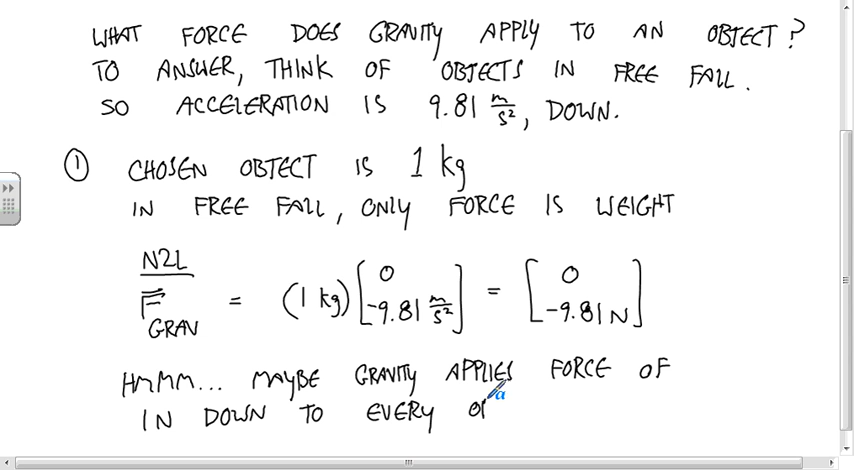 WHAT FORCE DOES GRAVITY APPLY TO AN OBJECT?
TO ANSWER, THINK OF OBJECTS IN FREE FALL.
SO ACCELERATION IS 9.81 m/s², DOWN.
① CHOSEN OBJECT IS 1 kg
IN FREE FALL, ONLY FORCE IS WEIGHT
N2L
F⃗ GRAV = (1 kg) [0 -9.81 m/s²] = [0 -9.81 N]
HMMM... MAYBE GRAVITY APPLIES FORCE OF
IN DOWN TO EVERY